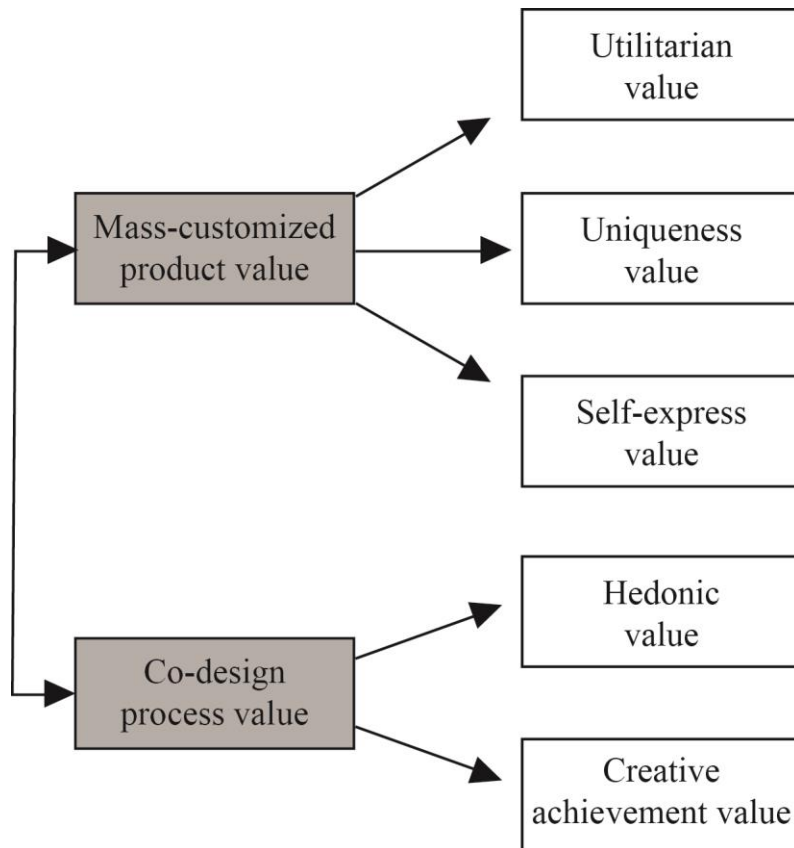 Utilitarian
value
Mass-customized
product value
Uniqueness
value
Self-express
value
Hedonic
value
Co-design
process value
Creative
achievement value